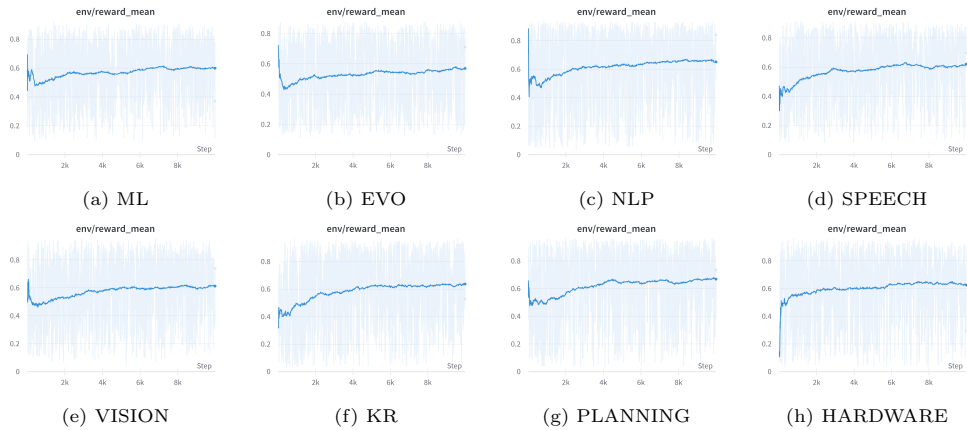 env/reward_mean
0.8
0.6
0.4
0.2
0
2k 4k 6k 8k
Step
(a) ML
env/reward_mean
0.8
0.6
0.4
0.2
0
2k 4k 6k 8k
Step
(b) EVO
env/reward_mean
0.8
0.6
0.4
0.2
0
2k 4k 6k 8k
Step
(c) NLP
env/reward_mean
0.8
0.6
0.4
0.2
0
2k 4k 6k 8k
Step
(d) SPEECH
env/reward_mean
0.8
0.6
0.4
0.2
0
2k 4k 6k 8k
Step
(e) VISION
env/reward_mean
0.8
0.6
0.4
0.2
0
2k 4k 6k 8k
Step
(f) KR
env/reward_mean
0.8
0.6
0.4
0.2
0
2k 4k 6k 8k
Step
(g) PLANNING
env/reward_mean
0.8
0.6
0.4
0.2
0
2k 4k 6k 8k
Step
(h) HARDWARE